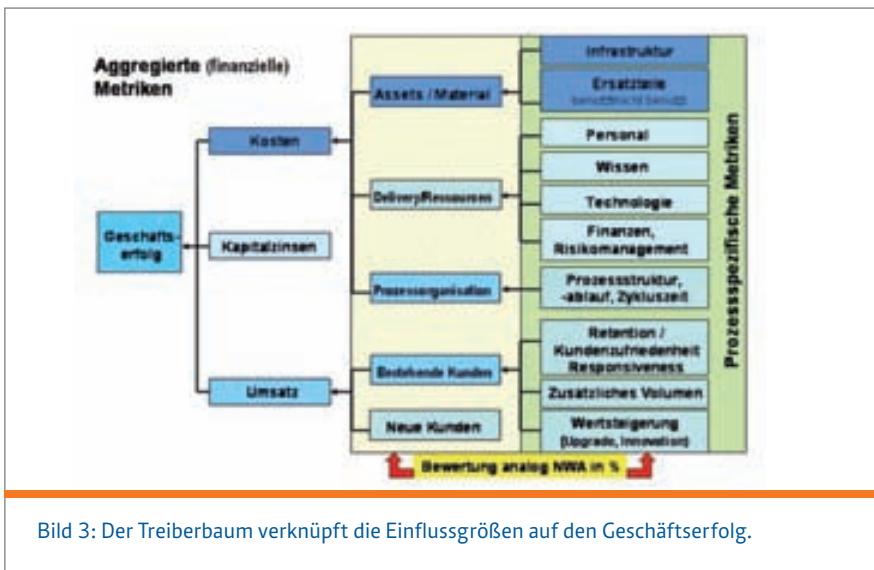 Aggregierte (finanzielle)
Metriken
Geschäfts-
erfolg
Kosten
Kapitalzinsen
Umsatz
Assets / Material
Delivery/Ressourcen
Prozessorganisation
Bestehende Kunden
Neue Kunden
Infrastruktur
Ersatzteile
Personal
Wissen
Technologie
Finanzen,
Risikomanagement
Prozessstruktur,
-ablauf, Zykluszeit
Retention /
Kundenzufriedenheit
Responsiveness
Zusätzliches Volumen
Wertsteigerung
(Upgrade, Innovation)
Prozessspezifische Metriken
Bewertung analog NWA in %
Bild 3: Der Treiberbaum verknüpft die Einflussgrößen auf den Geschäftserfolg.